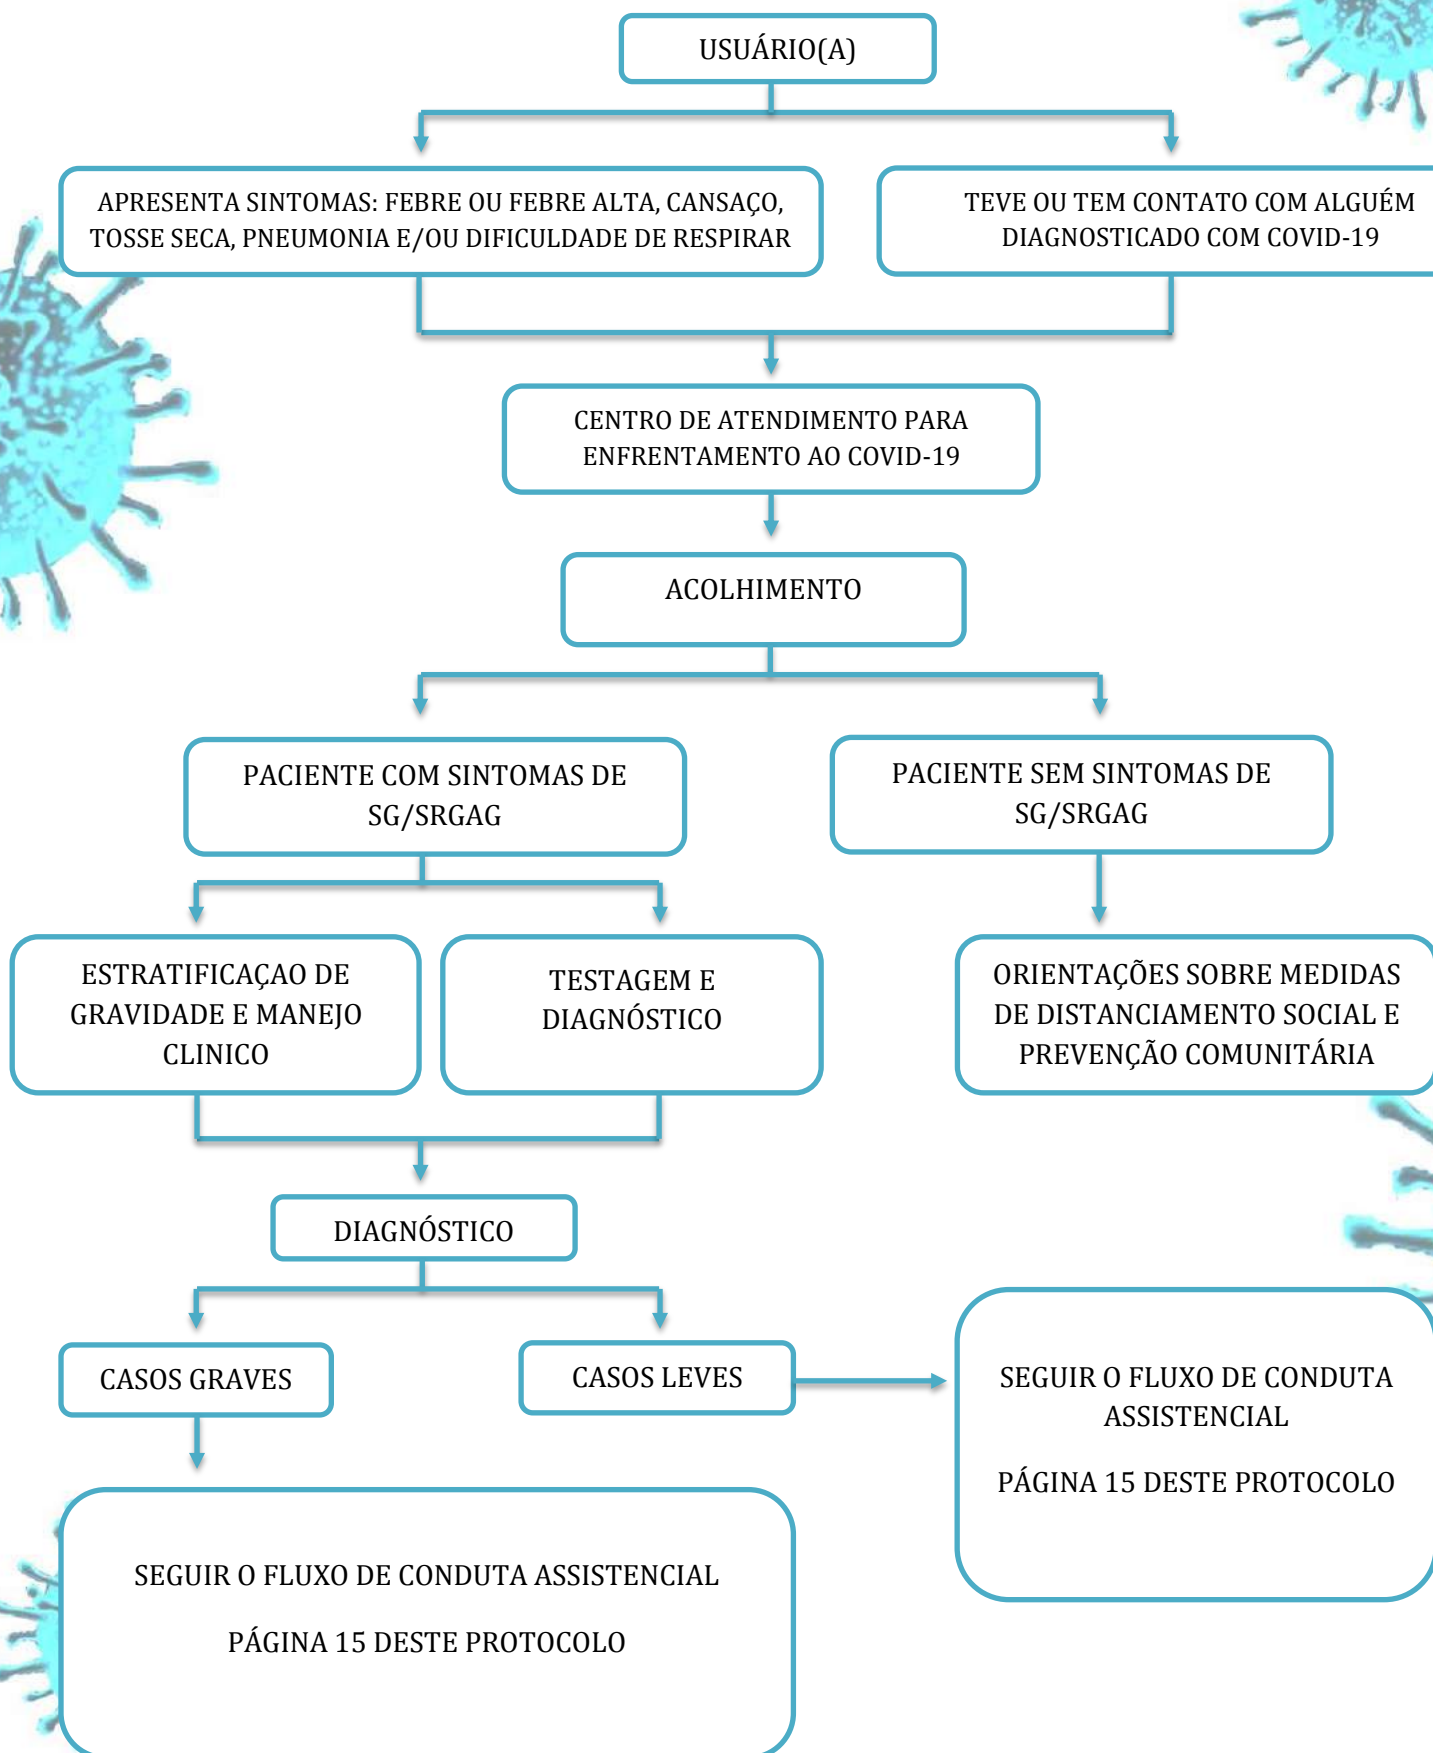 USUÁRIO(A)
APRESENTA SINTOMAS: FEBRE OU FEBRE ALTA, CANSAÇO,
TOSSE SECA, PNEUMONIA E/OU DIFICULDADE DE RESPIRAR
TEVE OU TEM CONTATO COM ALGUÉM
DIAGNOSTICADO COM COVID-19
CENTRO DE ATENDIMENTO PARA
ENFRENTAMENTO AO COVID-19
ACOLHIMENTO
PACIENTE COM SINTOMAS DE
SG/SRGAG
PACIENTE SEM SINTOMAS DE
SG/SRGAG
ESTRATIFICAÇAO DE
GRAVIDADE E MANEJO
CLINICO
TESTAGEM E
DIAGNÓSTICO
ORIENTAÇÕES SOBRE MEDIDAS
DE DISTANCIAMENTO SOCIAL E
PREVENÇÃO COMUNITÁRIA
DIAGNÓSTICO
CASOS GRAVES
CASOS LEVES
SEGUIR O FLUXO DE CONDUTA
ASSISTENCIAL
PÁGINA 15 DESTE PROTOCOLO
SEGUIR O FLUXO DE CONDUTA ASSISTENCIAL
PÁGINA 15 DESTE PROTOCOLO